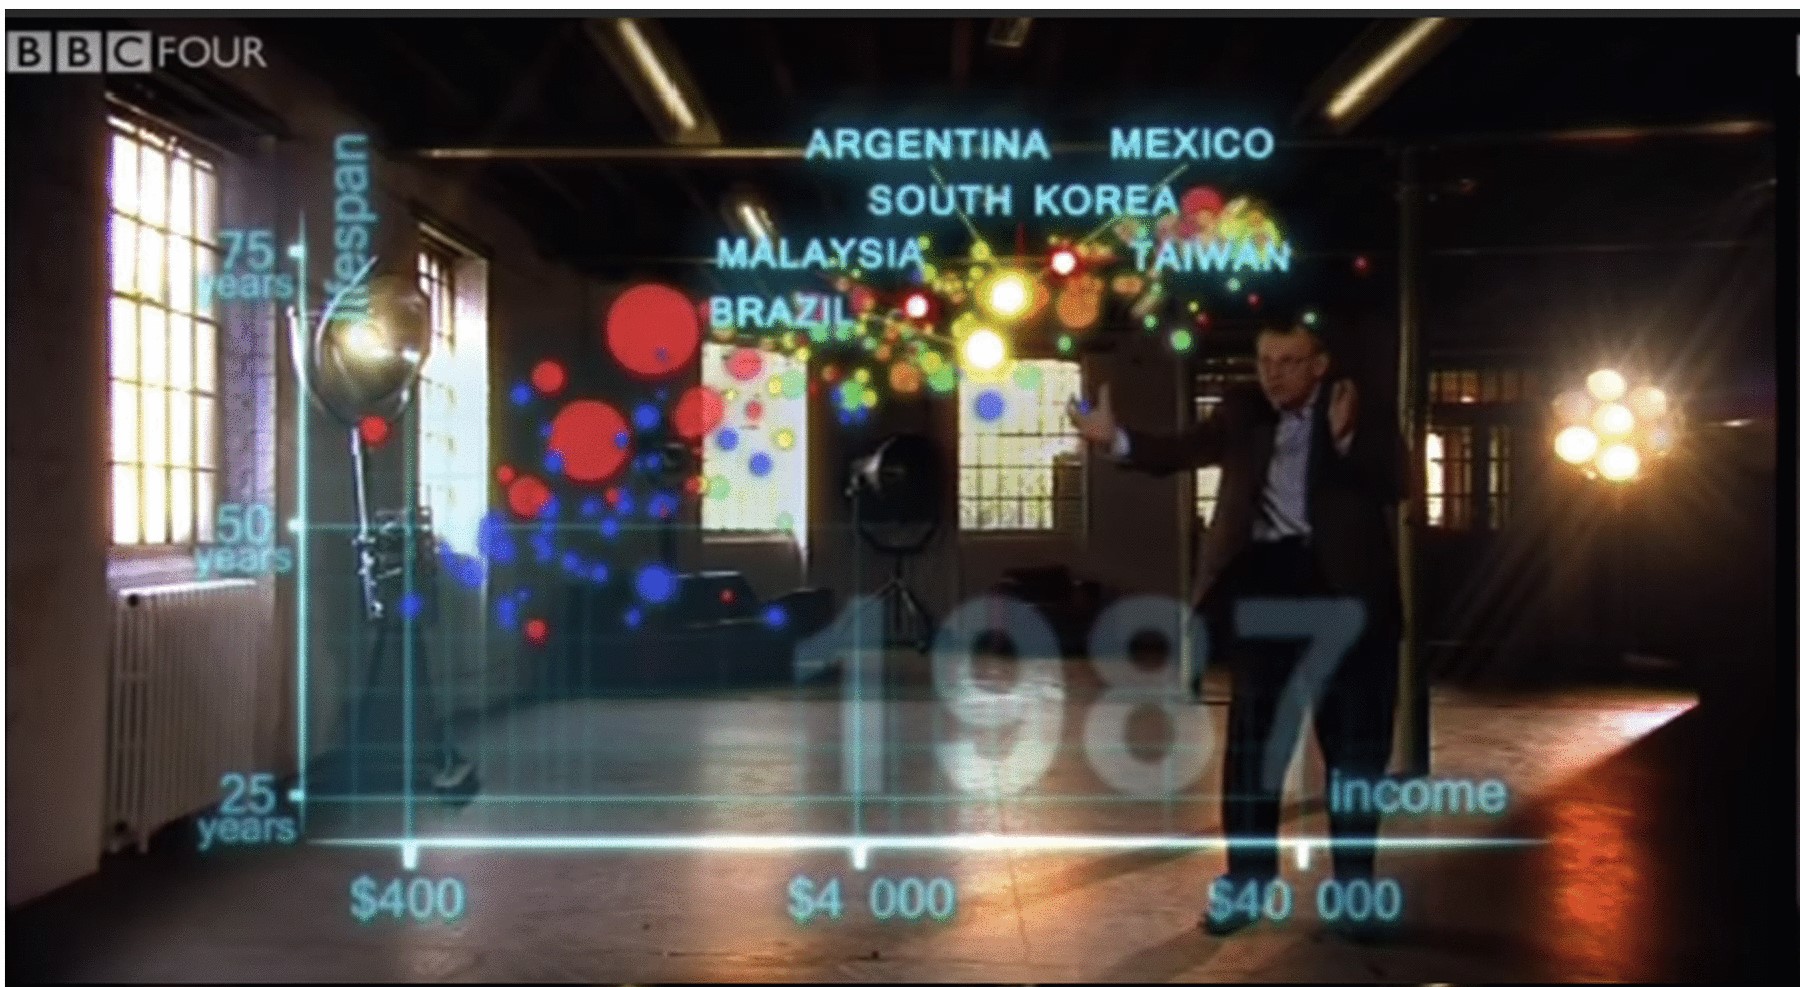 BBC FOUR
lifespan
ARGENTINA MEXICO
SOUTH KOREA
MALAYSIA TAIWAN
BRAZIL
75
years
50
years
25
years
1987
income
$400 $4 000 $40 000